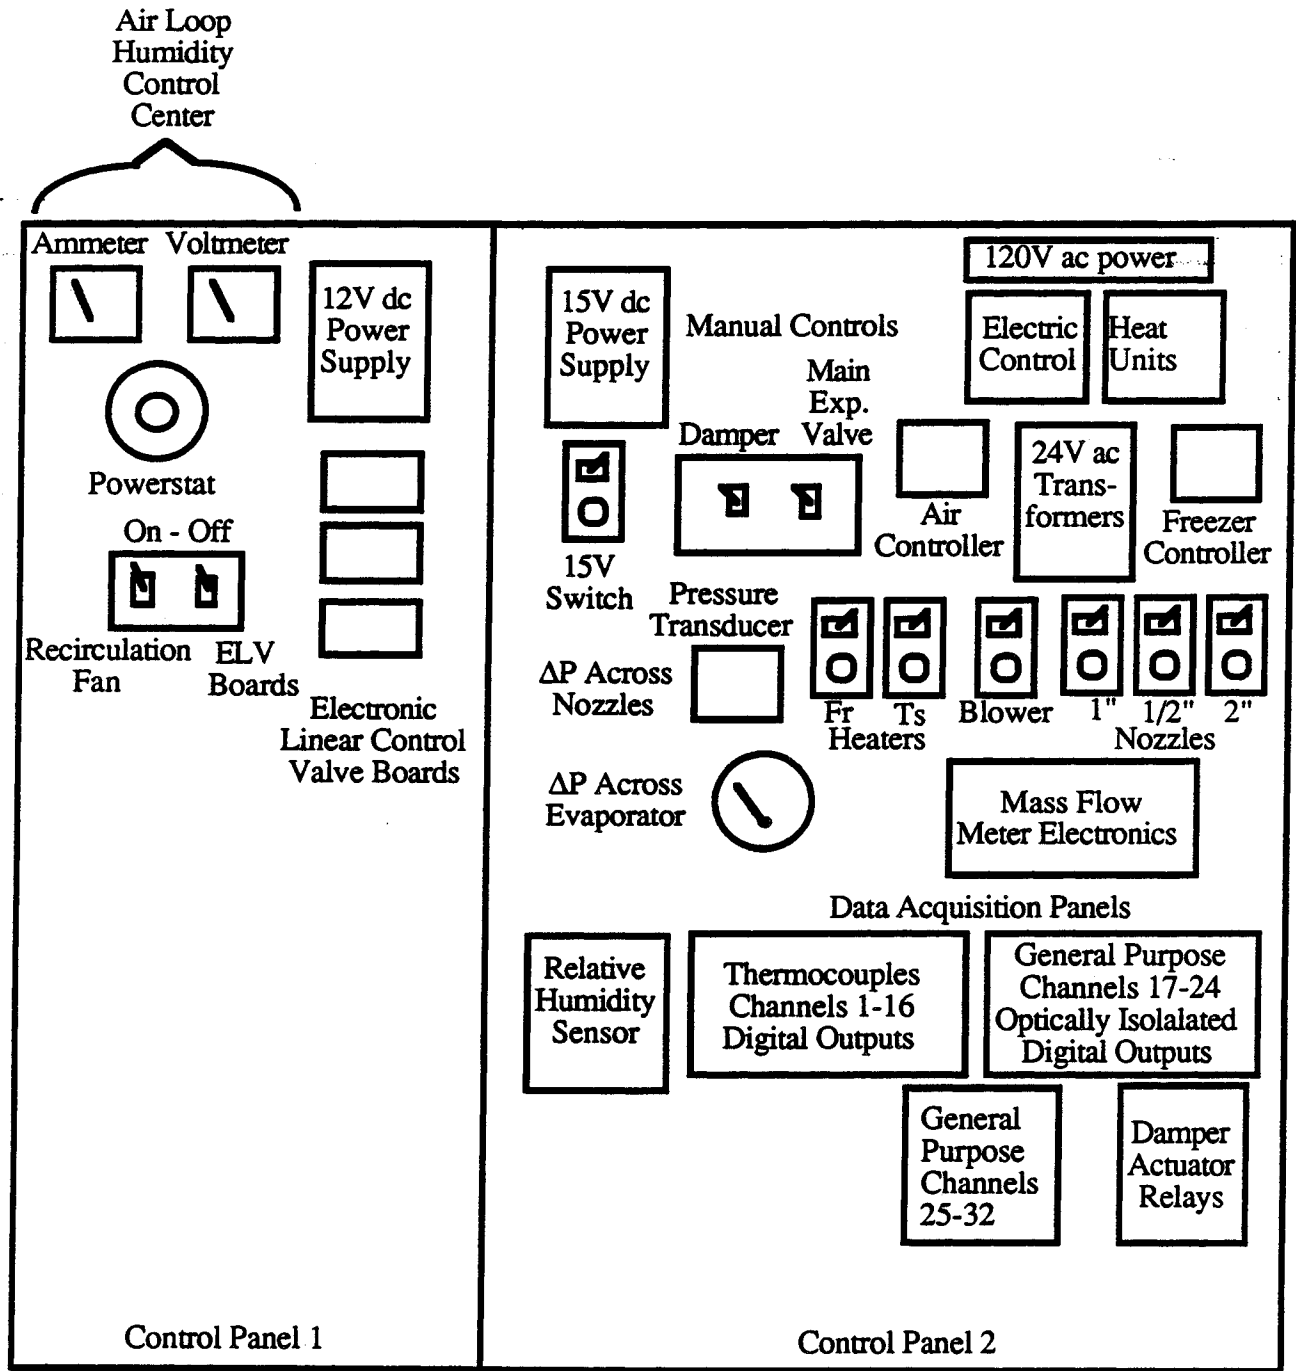 Air Loop
Humidity
Control
Center
Ammeter Voltmeter
12V dc
Power
Supply
Powerstat
On - Off
Recirculation
Fan
ELV
Boards
Electronic
Linear Control
Valve Boards
Control Panel 1
120V ac power
15V dc
Power
Supply
Manual Controls
Electric
Control
Heat
Units
Damper
Main
Exp.
Valve
15V
Switch
Air
Controller
24V ac
Trans-
formers
Freezer
Controller
Pressure
Transducer
ΔP Across
Nozzles
Fr Ts
Heaters
Blower
1" 1/2" 2"
Nozzles
ΔP Across
Evaporator
Mass Flow
Meter Electronics
Data Acquisition Panels
Relative
Humidity
Sensor
Thermocouples
Channels 1-16
Digital Outputs
General Purpose
Channels 17-24
Optically Isolalated
Digital Outputs
General
Purpose
Channels
25-32
Damper
Actuator
Relays
Control Panel 2